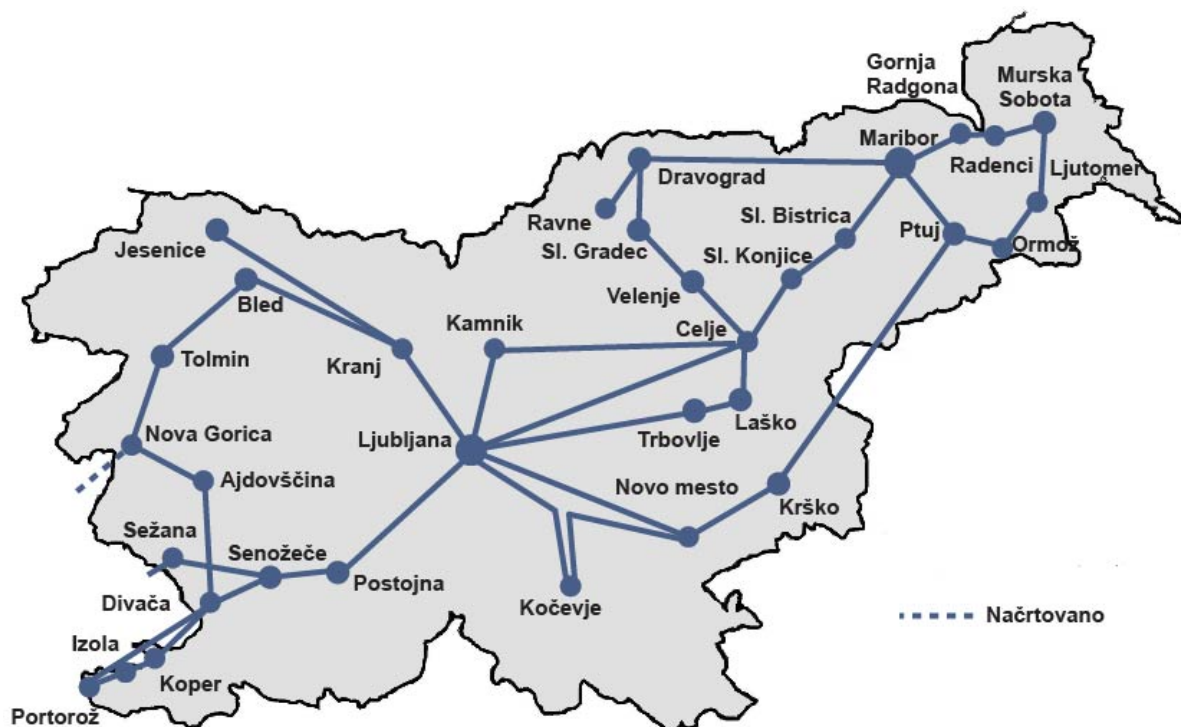 Gornja
Radgona
Murska
Sobota
Maribor
Radenci
Ljutomer
Dravograd
Ravne
Sl. Bistrica
Ptuj
Ormož
Jesenice
Sl. Gradec
Sl. Konjice
Bled
Velenje
Kamnik
Celje
Tolmin
Kranj
Nova Gorica
Ljubljana
Trbovlje
Laško
Ajdovščina
Novo mesto
Krško
Sežana
Senožeče
Postojna
Divača
Kočevje
Načrtovano
Izola
Koper
Portorož